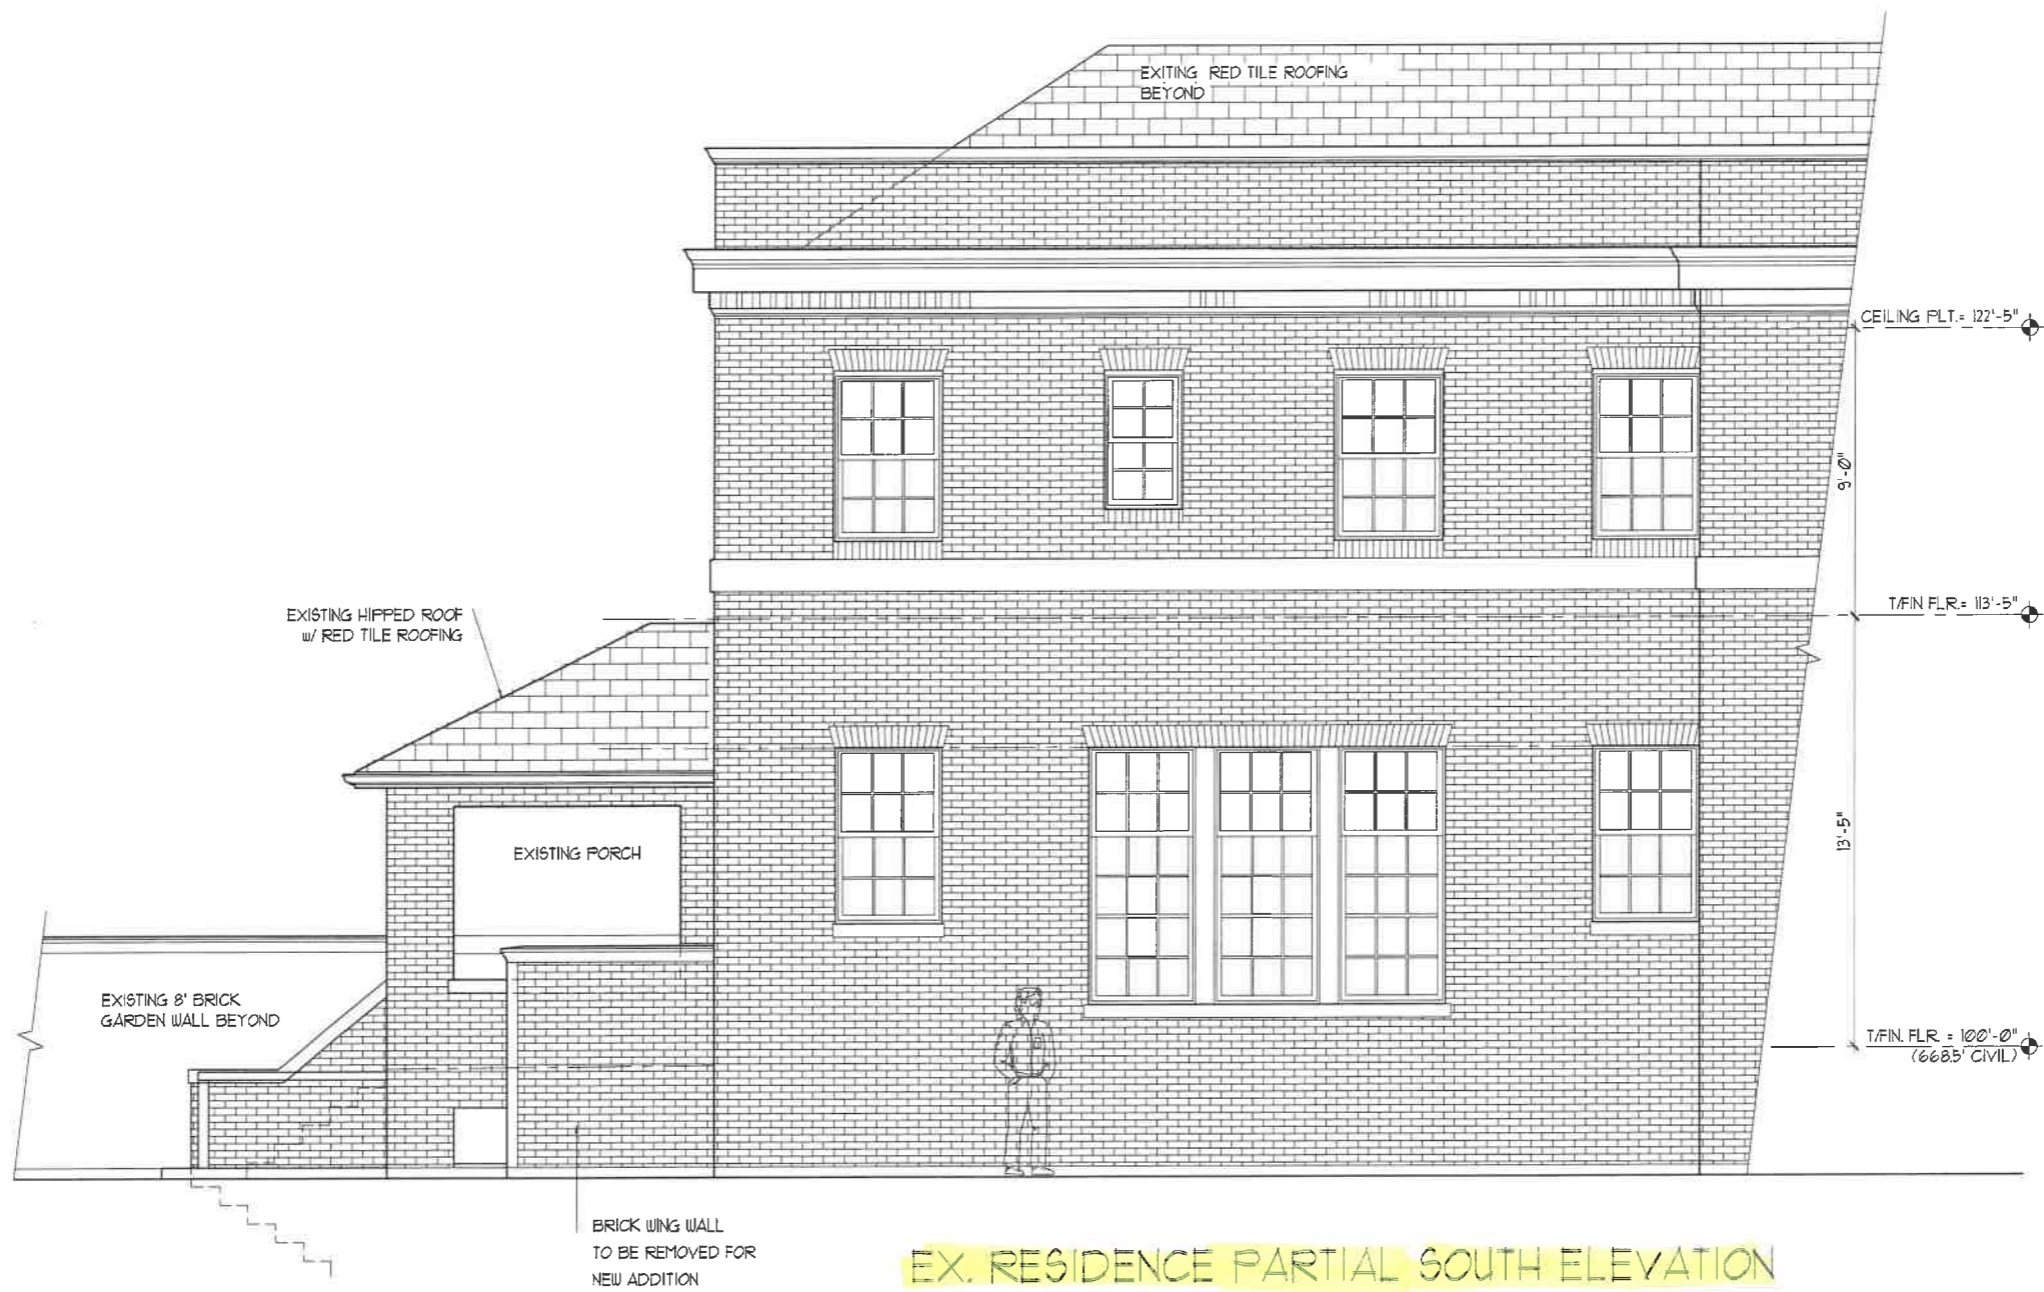 EXITING RED TILE ROOFING
BEYOND
CEILING PLT.= 122'-5"
9'-0"
T/FIN FLR.= 113'-5"
EXISTING HIPPED ROOF
w/ RED TILE ROOFING
13'-5"
EXISTING PORCH
EXISTING 8' BRICK
GARDEN WALL BEYOND
T/FIN. FLR. = 100'-0"
(668.5' CIVIL)
BRICK WING WALL
TO BE REMOVED FOR
NEW ADDITION
EX. RESIDENCE PARTIAL SOUTH ELEVATION